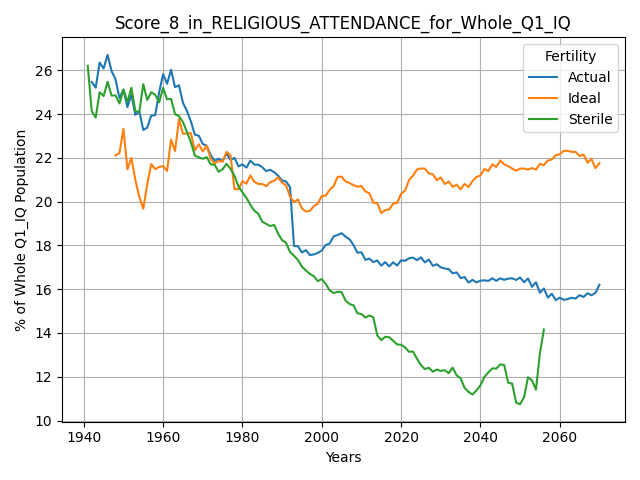 Score_8_in_RELIGIOUS_ATTENDANCE_for_Whole_Q1_IQ
Fertility
Actual
Ideal
Sterile
% of Whole Q1_IQ Population
26
24
22
20
18
16
14
12
10
1940
1960
1980
2000
2020
2040
2060
Years